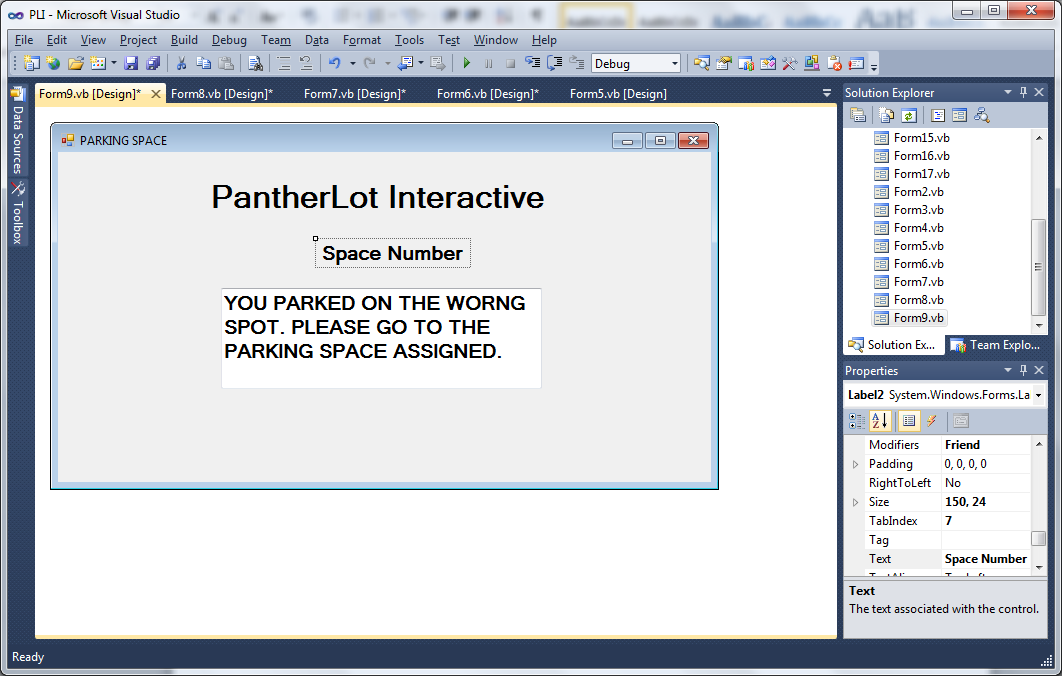 PLI - Microsoft Visual Studio
File Edit View Project Build Debug Team Data Format Tools Test Window Help
Debug
Form9.vb [Design]* Form8.vb [Design]* Form7.vb [Design]* Form6.vb [Design]* Form5.vb [Design]
Data Sources
Toolbox
PARKING SPACE
PantherLot Interactive
Space Number
YOU PARKED ON THE WORNG
SPOT. PLEASE GO TO THE
PARKING SPACE ASSIGNED.
Solution Explorer
Form15.vb
Form16.vb
Form17.vb
Form2.vb
Form3.vb
Form4.vb
Form5.vb
Form6.vb
Form7.vb
Form8.vb
Form9.vb
Solution Ex... Team Explo...
Properties
Label2 System.Windows.Forms.La
Modifiers Friend
Padding 0, 0, 0, 0
RightToLeft No
Size 150, 24
TabIndex 7
Tag
Text Space Number
Text
The text associated with the control.
Ready